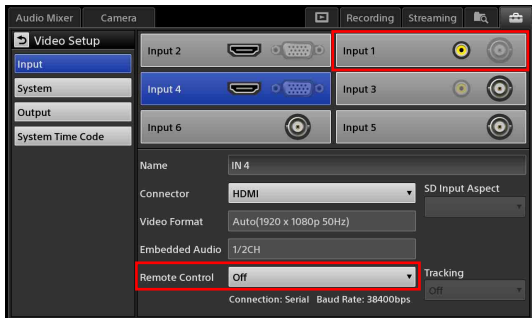 Audio Mixer Camera Recording Streaming
Video Setup
Input
System
Output
System Time Code
Input 2 Input 1
Input 4 Input 3
Input 6 Input 5
Name IN 4
Connector HDMI SD Input Aspect
Video Format Auto(1920 x 1080p 50Hz)
Embedded Audio 1/2CH
Remote Control Off Tracking
Off
Connection: Serial Baud Rate: 38400bps